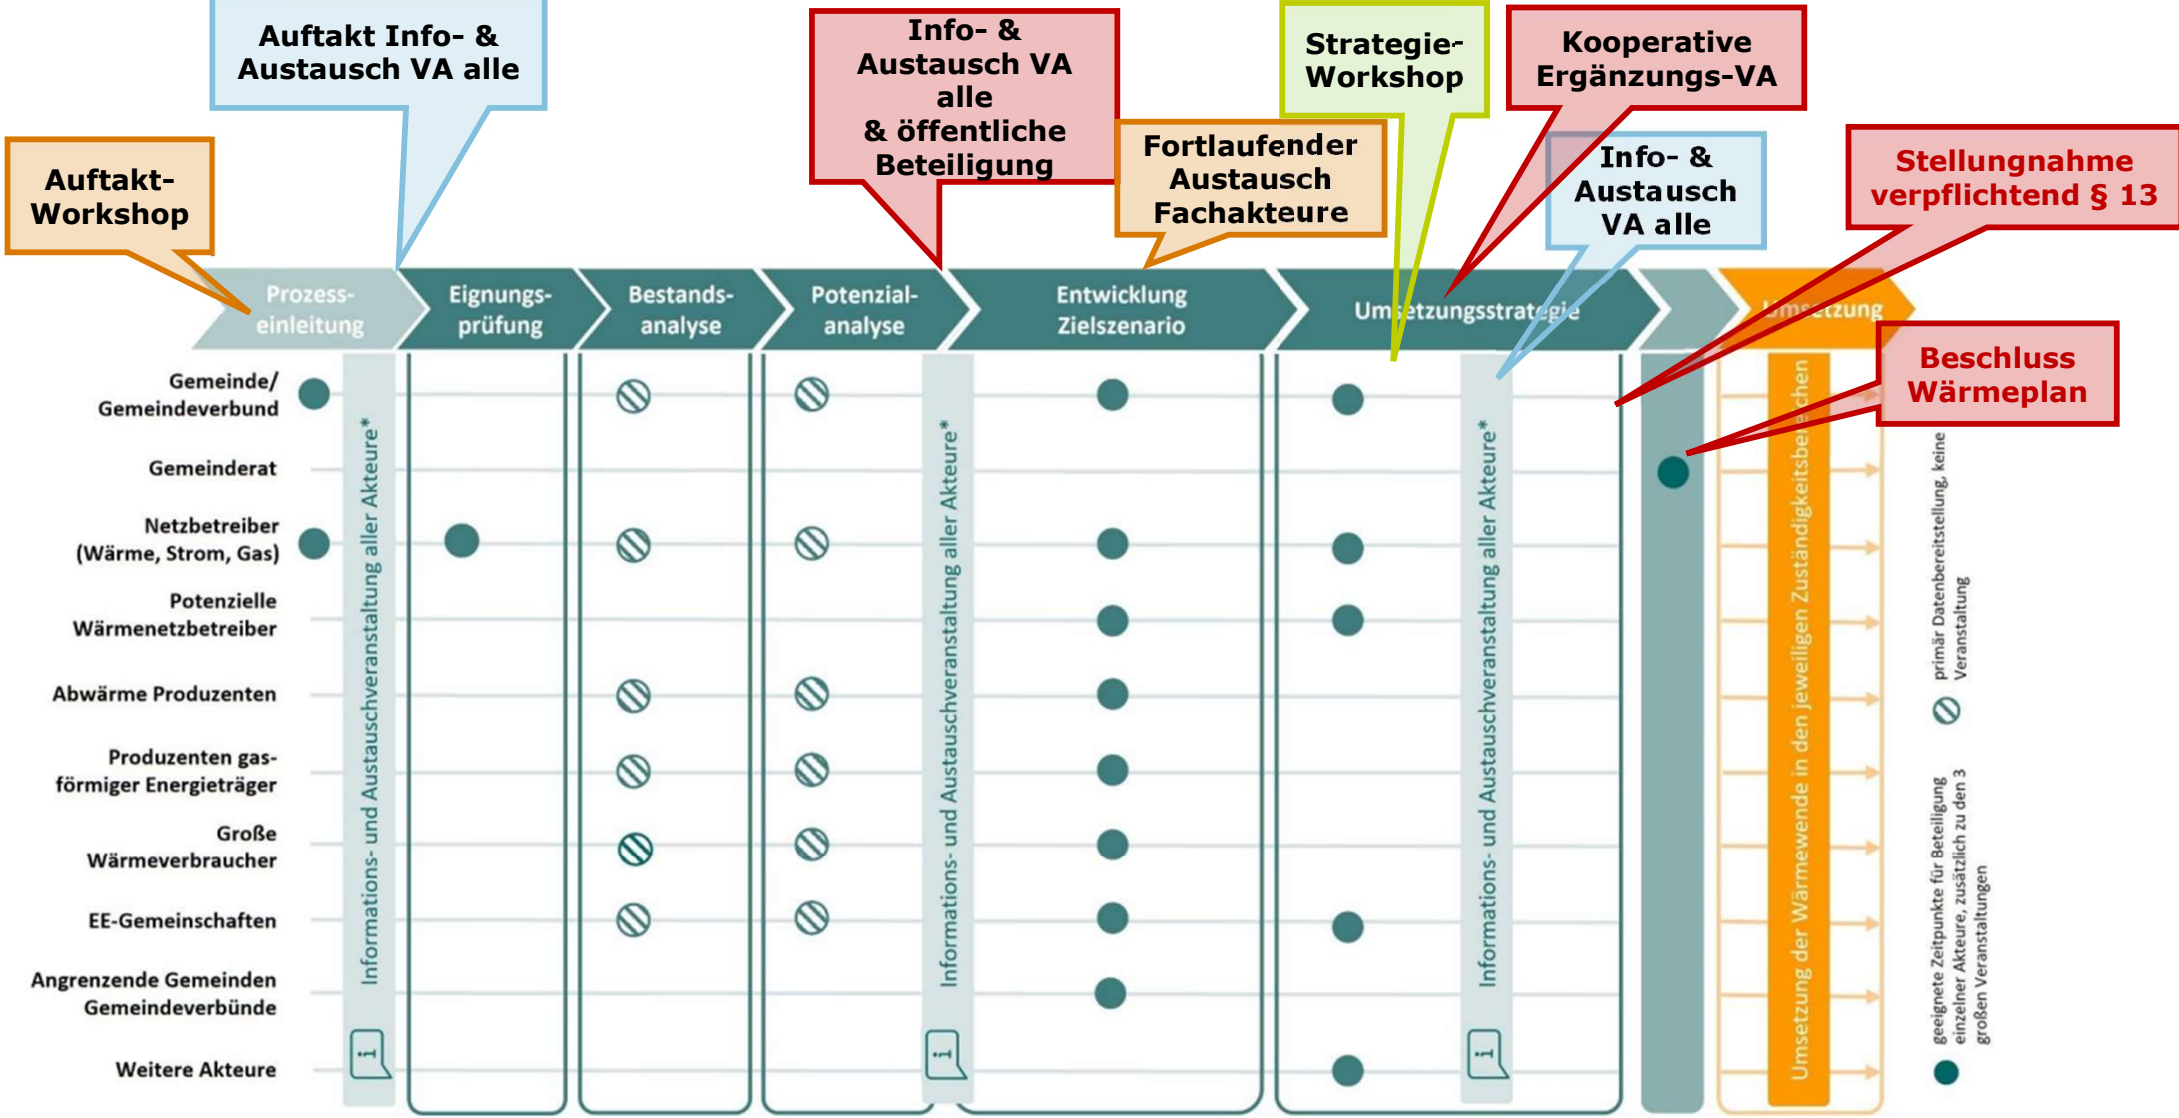 Auftakt Info- &
Austausch VA alle
Info- &
Austausch VA
alle
& öffentliche
Beteiligung
Strategie-
Workshop
Kooperative
Ergänzungs-VA
Auftakt-
Workshop
Fortlaufender
Austausch
Fachakteure
Info- &
Austausch
VA alle
Stellungnahme
verpflichtend § 13
Prozess-
einleitung
Eignungs-
prüfung
Bestands-
analyse
Potenzial-
analyse
Entwicklung
Zielszenario
Umsetzungsstrategie
Umsetzung
Beschluss
Wärmeplan
Gemeinde/
Gemeindeverbund
Gemeinderat
Netzbetreiber
(Wärme, Strom, Gas)
Potenzielle
Wärmenetzbetreiber
Abwärme Produzenten
Produzenten gas-
förmiger Energieträger
Große
Wärmeverbraucher
EE-Gemeinschaften
Angrenzende Gemeinden
Gemeindeverbünde
Weitere Akteure
Informations- und Austauschveranstaltung aller Akteure*
i
Informations- und Austauschveranstaltung aller Akteure*
i
Informations- und Austauschveranstaltung aller Akteure*
i
Umsetzung der Wärmewende in den jeweiligen Zuständigkeitsbereichen
primär Datenbereitstellung, keine
Veranstaltung
geeignete Zeitpunkte für Beteiligung
einzelner Akteure, zusätzlich zu den 3
großen Veranstaltungen